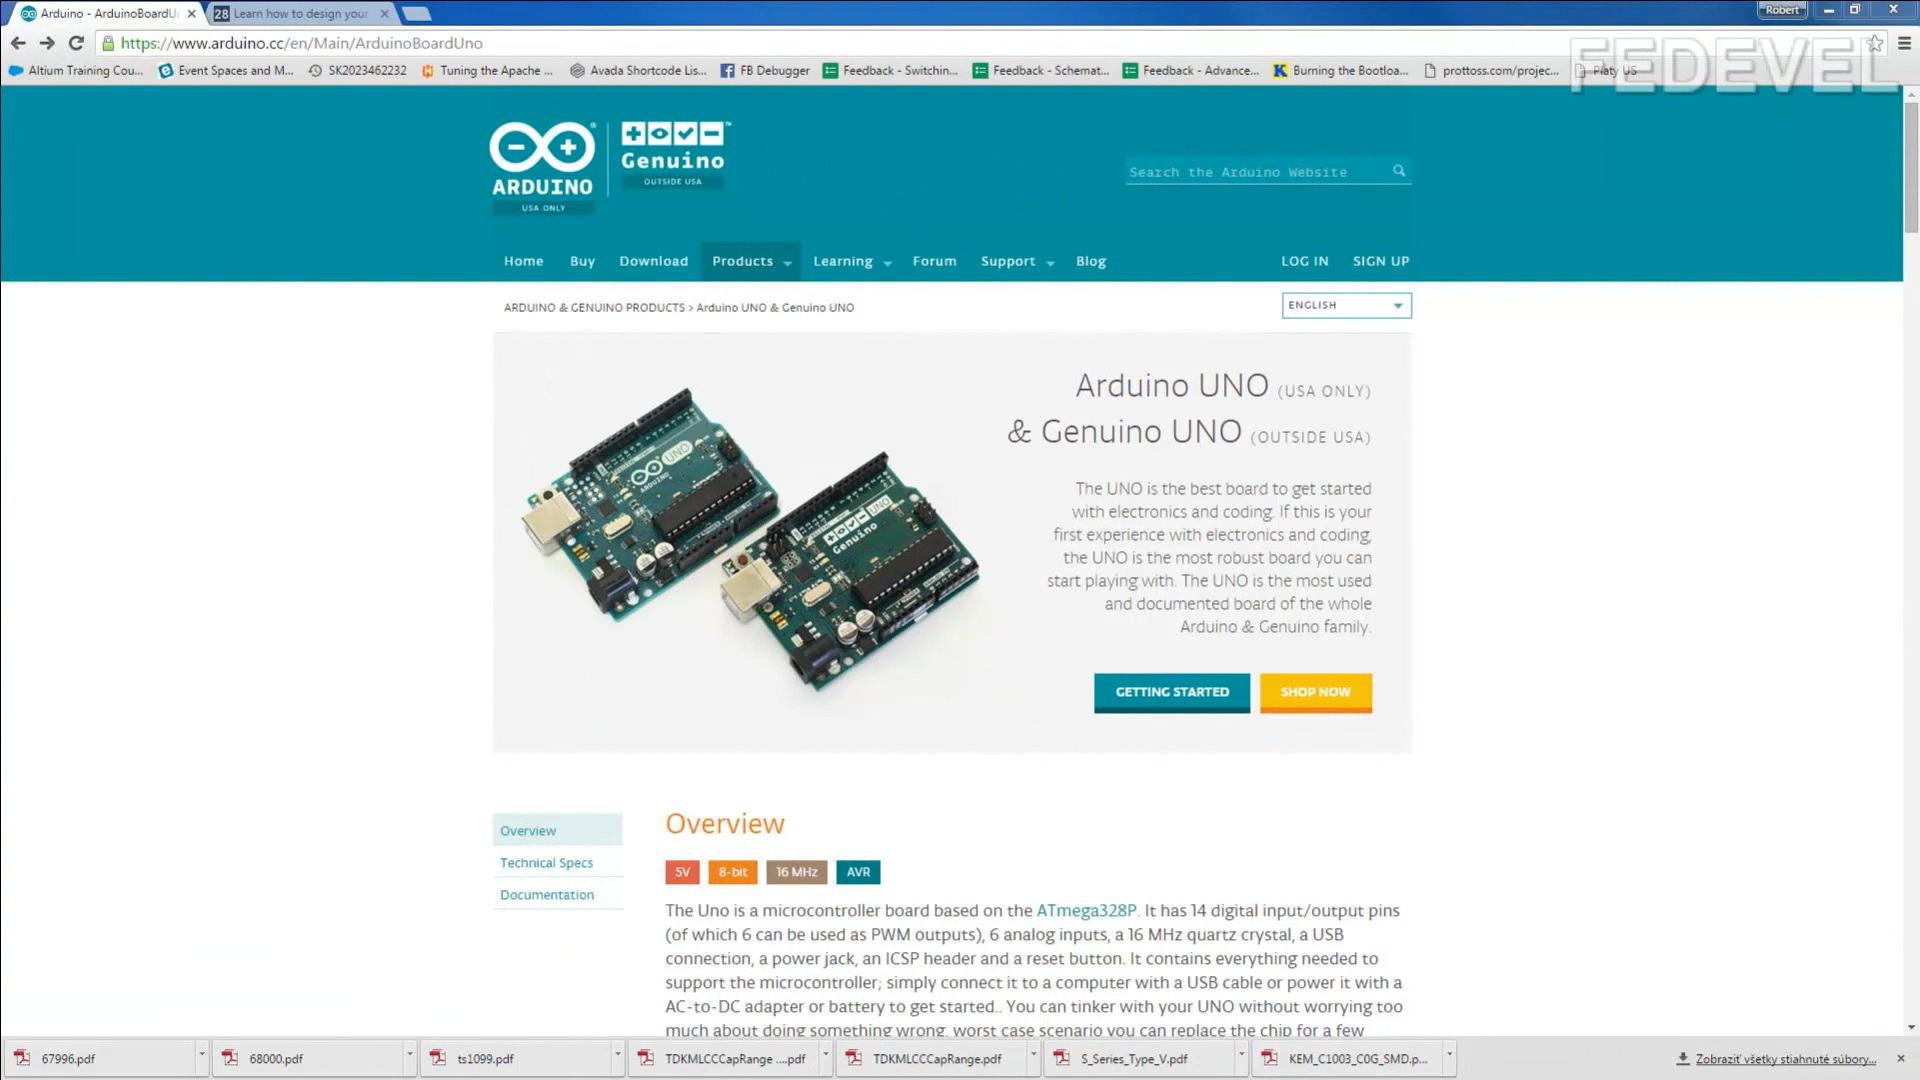 Arduino - ArduinoBoardU
Learn how to design your
Robert
https://www.arduino.cc/en/Main/ArduinoBoardUno
Altium Training Cou...
Event Spaces and M...
SK2023462232
Tuning the Apache ...
Avada Shortcode Lis...
FB Debugger
Feedback - Switchin...
Feedback - Schemat...
Feedback - Advance...
Burning the Bootloa...
prottoss.com/projec...
Platy US
FEDEVEL
ARDUINO
USA ONLY
Genuino
OUTSIDE USA
Search the Arduino Website
Home
Buy
Download
Products
Learning
Forum
Support
Blog
LOG IN
SIGN UP
ARDUINO & GENUINO PRODUCTS > Arduino UNO & Genuino UNO
ENGLISH
Arduino UNO (USA ONLY)
& Genuino UNO (OUTSIDE USA)
The UNO is the best board to get started
with electronics and coding. If this is your
first experience with electronics and coding,
the UNO is the most robust board you can
start playing with. The UNO is the most used
and documented board of the whole
Arduino & Genuino family.
GETTING STARTED
SHOP NOW
UNO
ARDUINO
UNO
Genuino
Overview
Technical Specs
Documentation
Overview
5V
8-bit
16 MHz
AVR
The Uno is a microcontroller board based on the ATmega328P. It has 14 digital input/output pins
(of which 6 can be used as PWM outputs), 6 analog inputs, a 16 MHz quartz crystal, a USB
connection, a power jack, an ICSP header and a reset button. It contains everything needed to
support the microcontroller; simply connect it to a computer with a USB cable or power it with a
AC-to-DC adapter or battery to get started.. You can tinker with your UNO without worrying too
much about doing something wrong, worst case scenario you can replace the chip for a few
67996.pdf
68000.pdf
ts1099.pdf
TDKMLCCCapRange ....pdf
TDKMLCCCapRange.pdf
S_Series_Type_V.pdf
KEM_C1003_C0G_SMD.p...
Zobraziť všetky stiahnuté súbory...